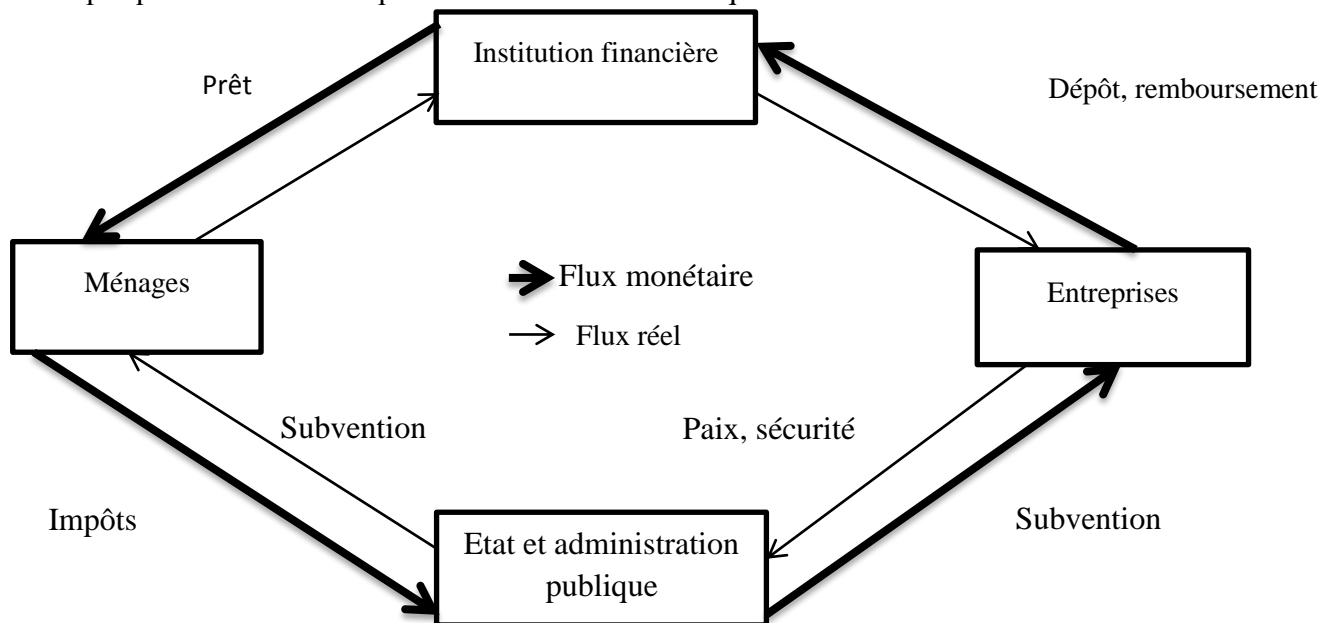 Institution financière
Prêt
Dépôt, remboursement
Ménages
Flux monétaire
Entreprises
Flux réel
Subvention
Paix, sécurité
Impôts
Etat et administration
publique
Subvention